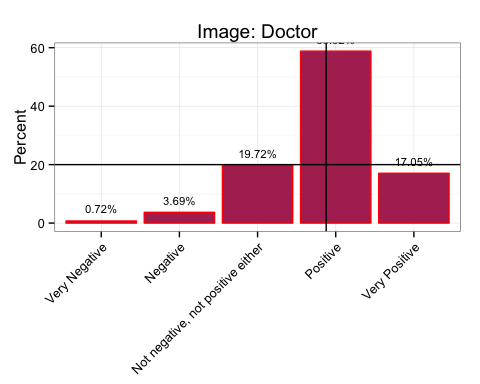 Image: Doctor
Percent
60
40
20
0
0.72%
3.69%
19.72%
17.05%
Very Negative
Negative
Not negative, not positive either
Positive
Very Positive